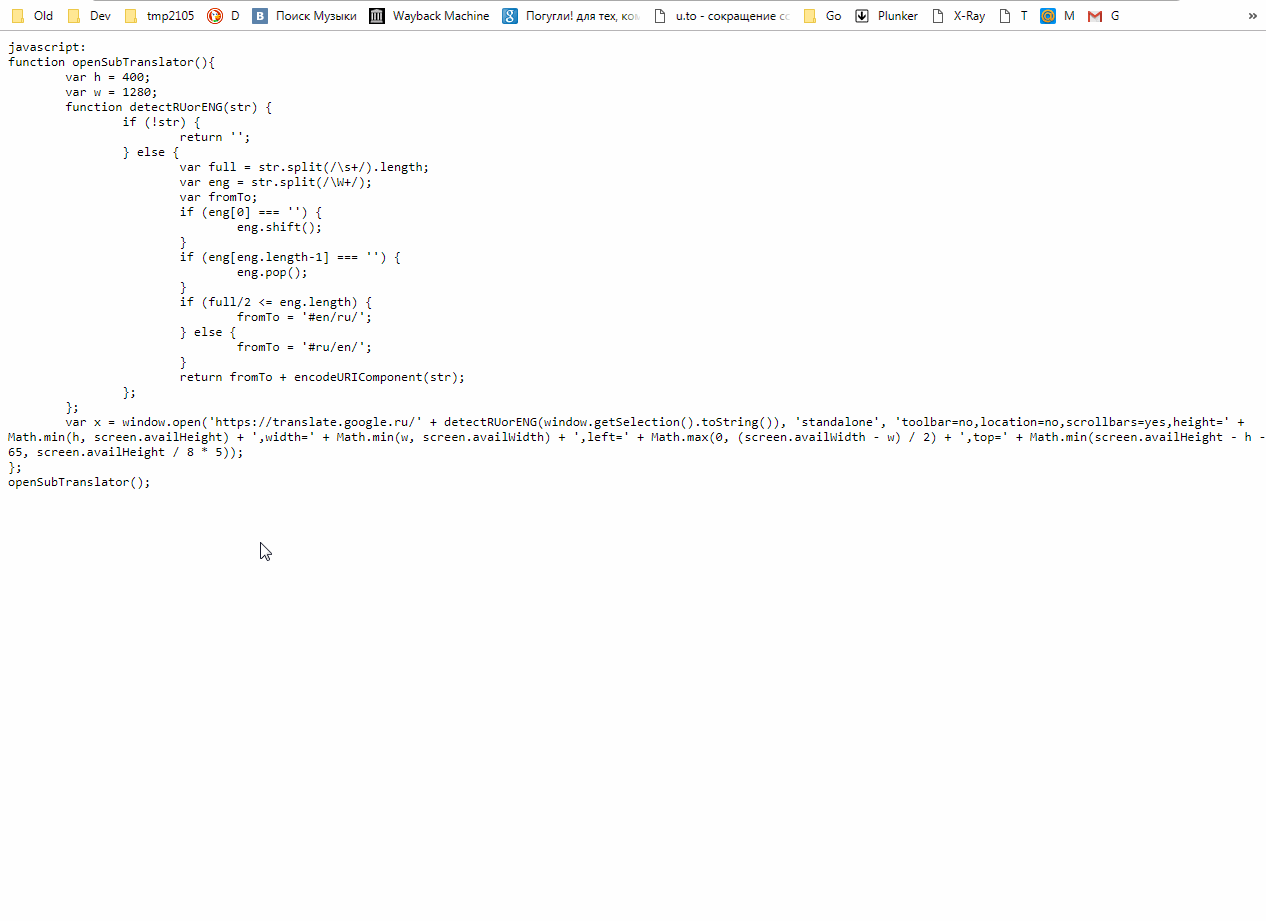 Old Dev tmp2105 D B Поиск Музыки Wayback Machine Погугли! для тех, ко u.to - сокращение Go Plunker X-Ray T M G »
javascript:
function openSubTranslator(){
var h = 400;
var w = 1280;
function detectRUorENG(str) {
if (!str) {
return '';
} else {
var full = str.split(/\s+/).length;
var eng = str.split(/\W+/);
var fromTo;
if (eng[0] === '') {
eng.shift();
}
if (eng[eng.length-1] === '') {
eng.pop();
}
if (full/2 <= eng.length) {
fromTo = '#en/ru/';
} else {
fromTo = '#ru/en/';
}
return fromTo + encodeURIComponent(str);
};
};
var x = window.open('https://translate.google.ru/' + detectRUorENG(window.getSelection().toString()), 'standalone', 'toolbar=no,location=no,scrollbars=yes,height=' +
Math.min(h, screen.availHeight) + ',width=' + Math.min(w, screen.availWidth) + ',left=' + Math.max(0, (screen.availWidth - w) / 2) + ',top=' + Math.min(screen.availHeight - h -
65, screen.availHeight / 8 * 5));
};
openSubTranslator();